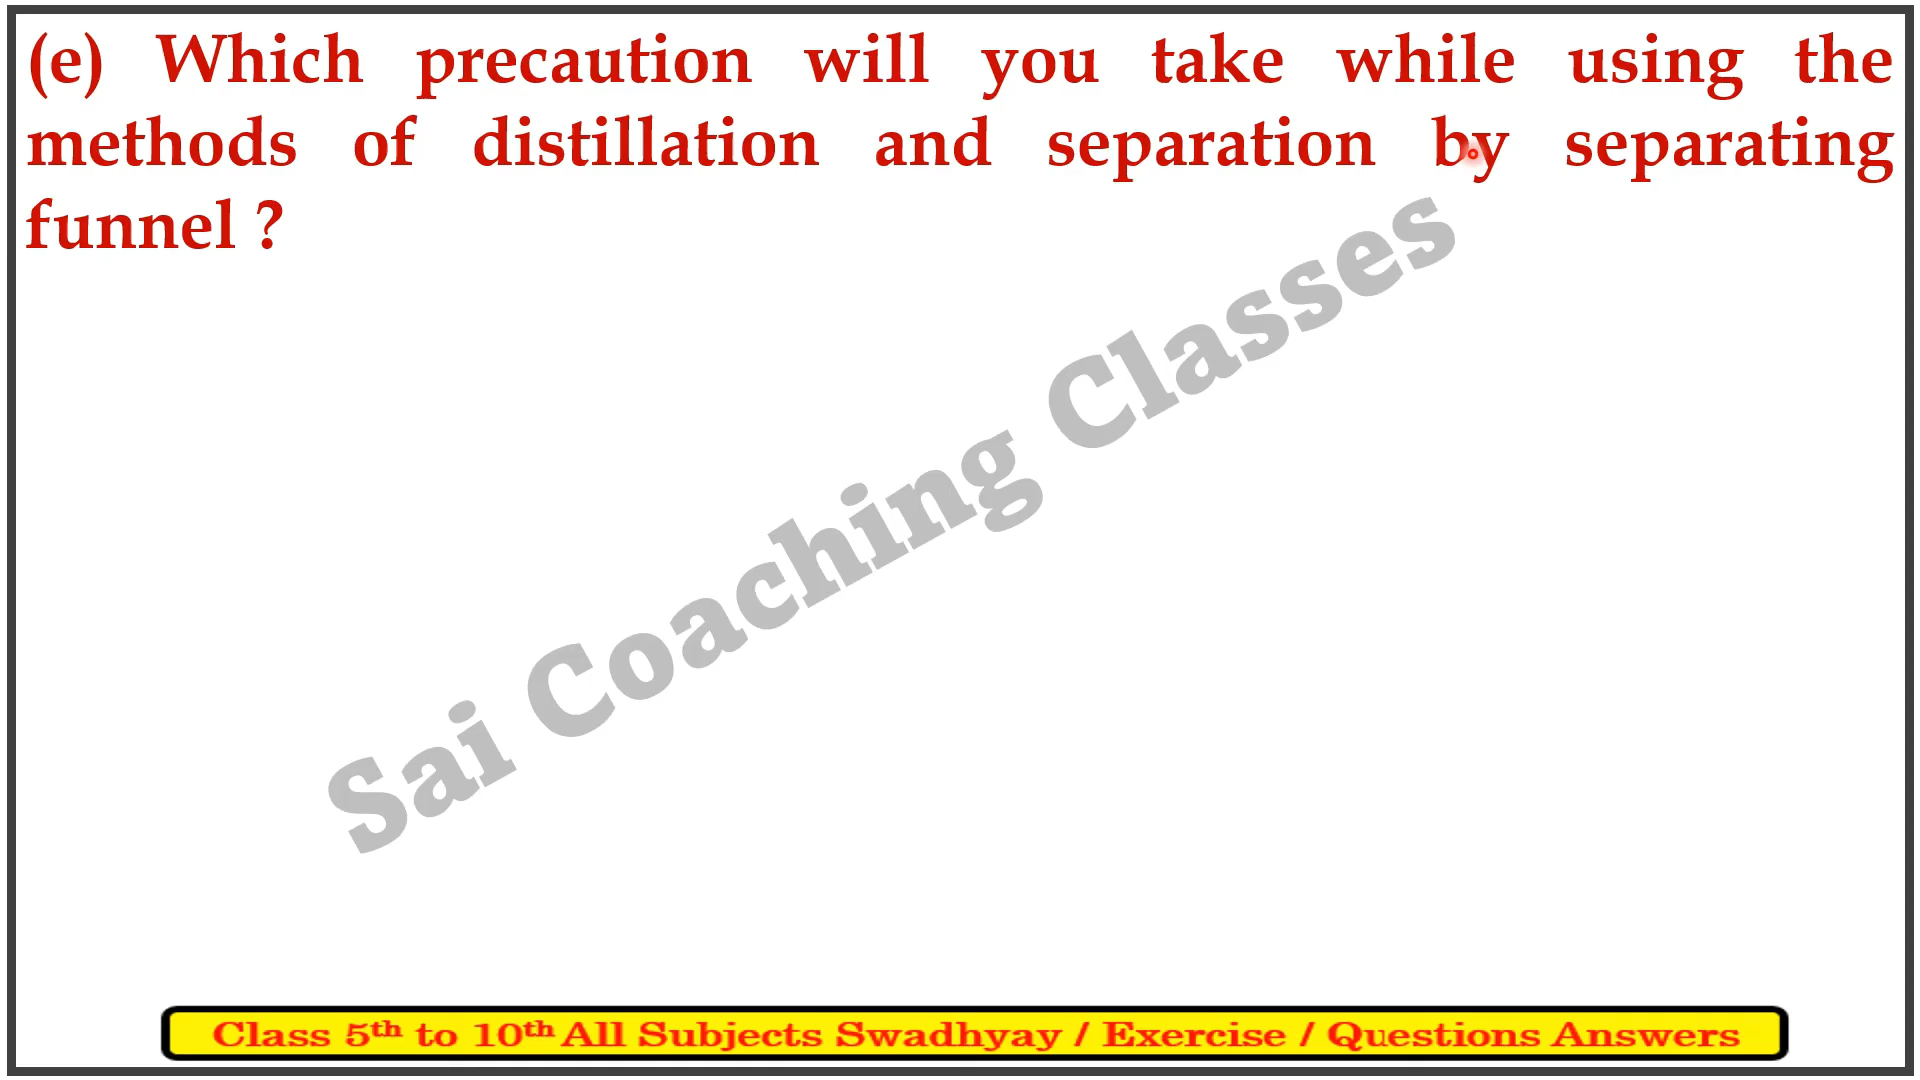 (e) Which precaution will you take while using the
methods of distillation and separation by separating
funnel ?
Sai Coaching Classes
Class 5th to 10th All Subjects Swadhyay / Exercise / Questions Answers